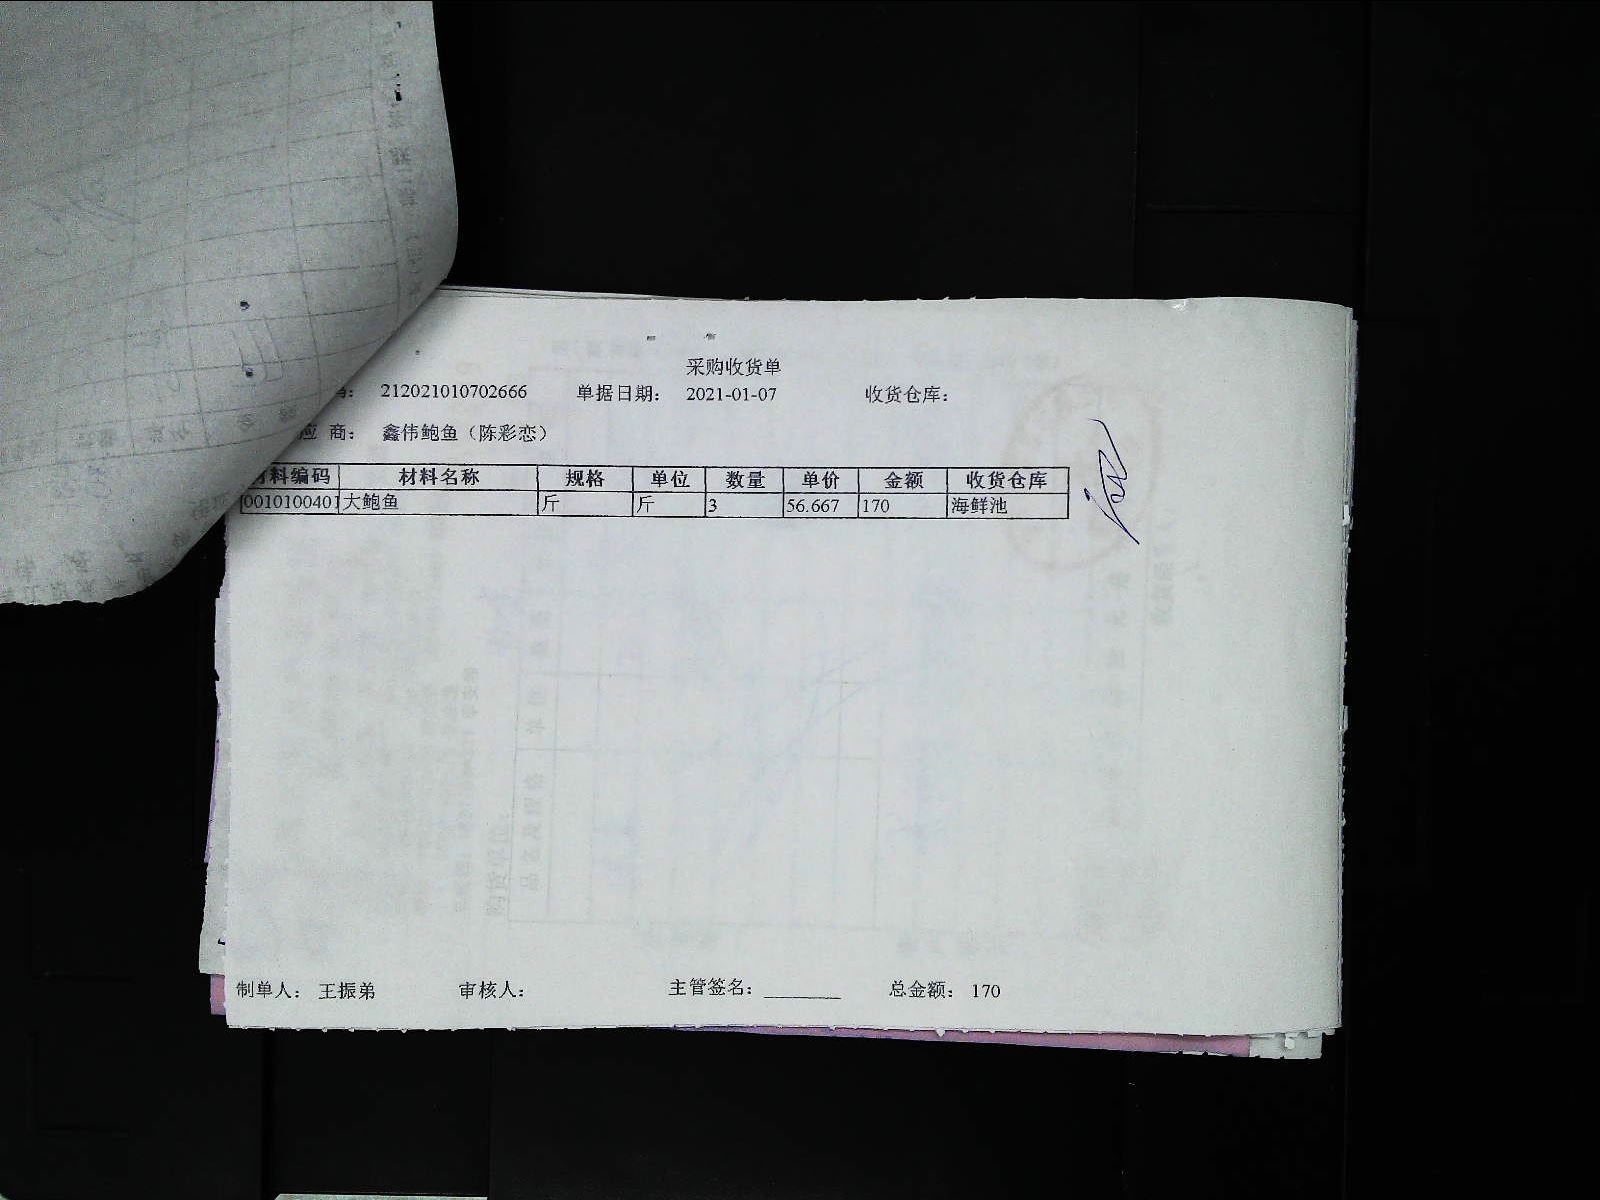 采购收货单
212021010702666 单据日期: 2021-01-07 收货仓库:
应 商: 鑫伟鲍鱼（陈彩恋）
材料编码 材料名称 规格 单位 数量 单价 金额 收货仓库
0010100401 大鲍鱼 斤 斤 3 56.667 170 海鲜池
制单人: 王振弟 审核人: 主管签名: ________ 总金额: 170